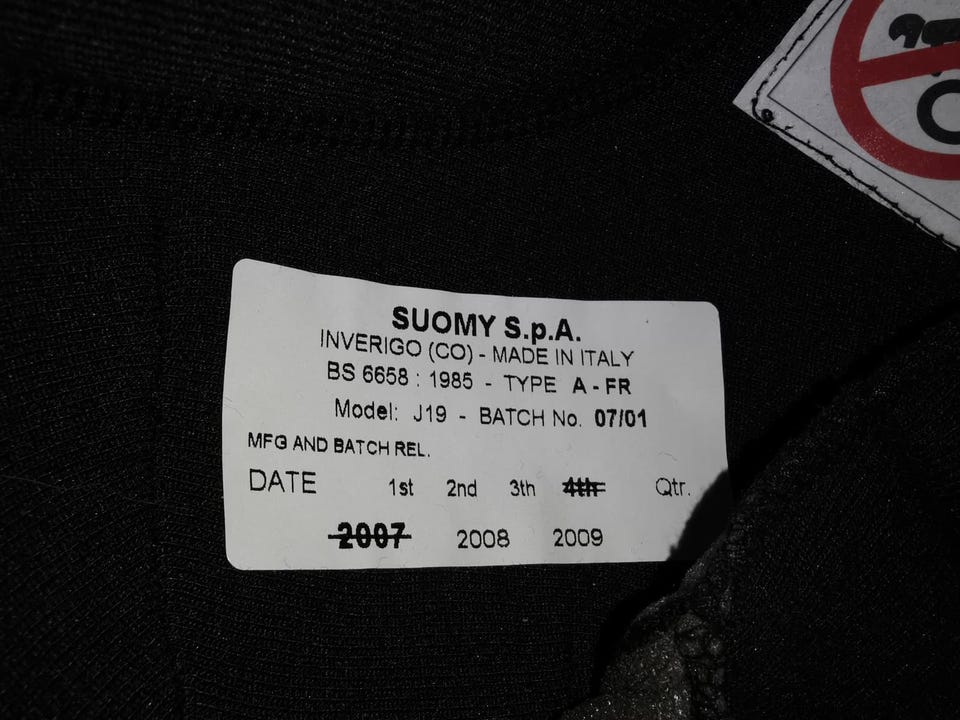 SUOMY S.p.A.
INVERIGO (CO) - MADE IN ITALY
BS 6658 : 1985 - TYPE A - FR
Model: J19 - BATCH No. 07/01
MFG AND BATCH REL.
DATE 1st 2nd 3th 4th Qtr.
2007 2008 2009